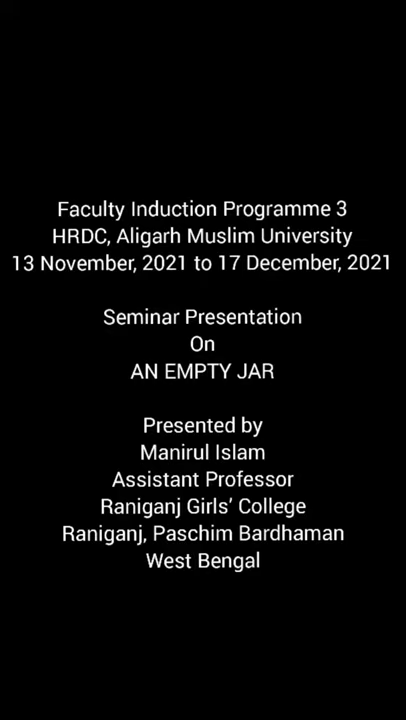 Faculty Induction Programme 3
HRDC, Aligarh Muslim University
13 November, 2021 to 17 December, 2021
Seminar Presentation
On
AN EMPTY JAR
Presented by
Manirul Islam
Assistant Professor
Raniganj Girls’ College
Raniganj, Paschim Bardhaman
West Bengal